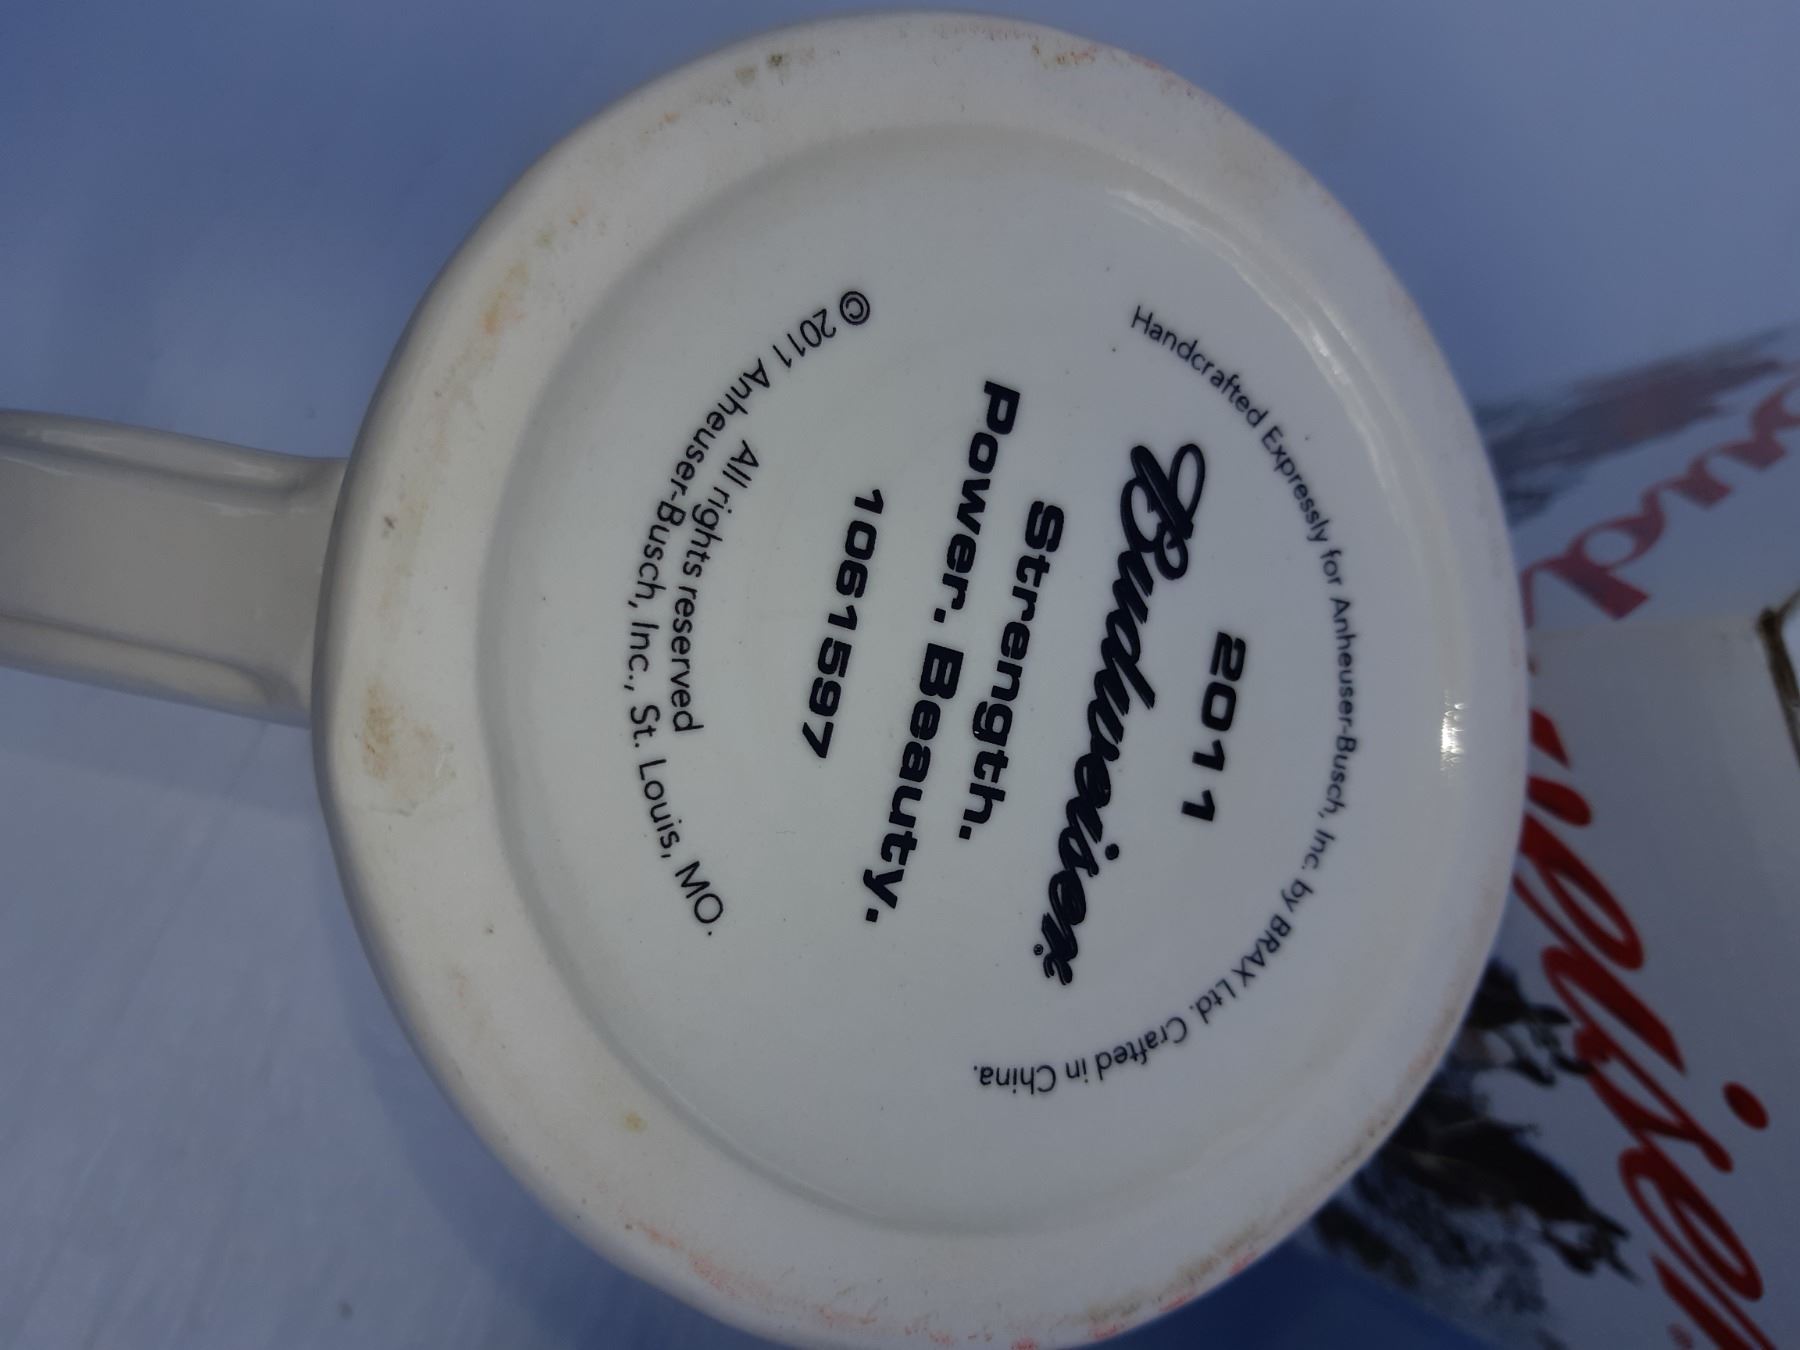 Handcrafted Expressly for Anheuser-Busch, Inc. by BRAX Ltd. Crafted in China.
2011
Budweiser®
Strength.
Power. Beauty.
1061597
All rights reserved
© 2011 Anheuser-Busch, Inc., St. Louis, MO.